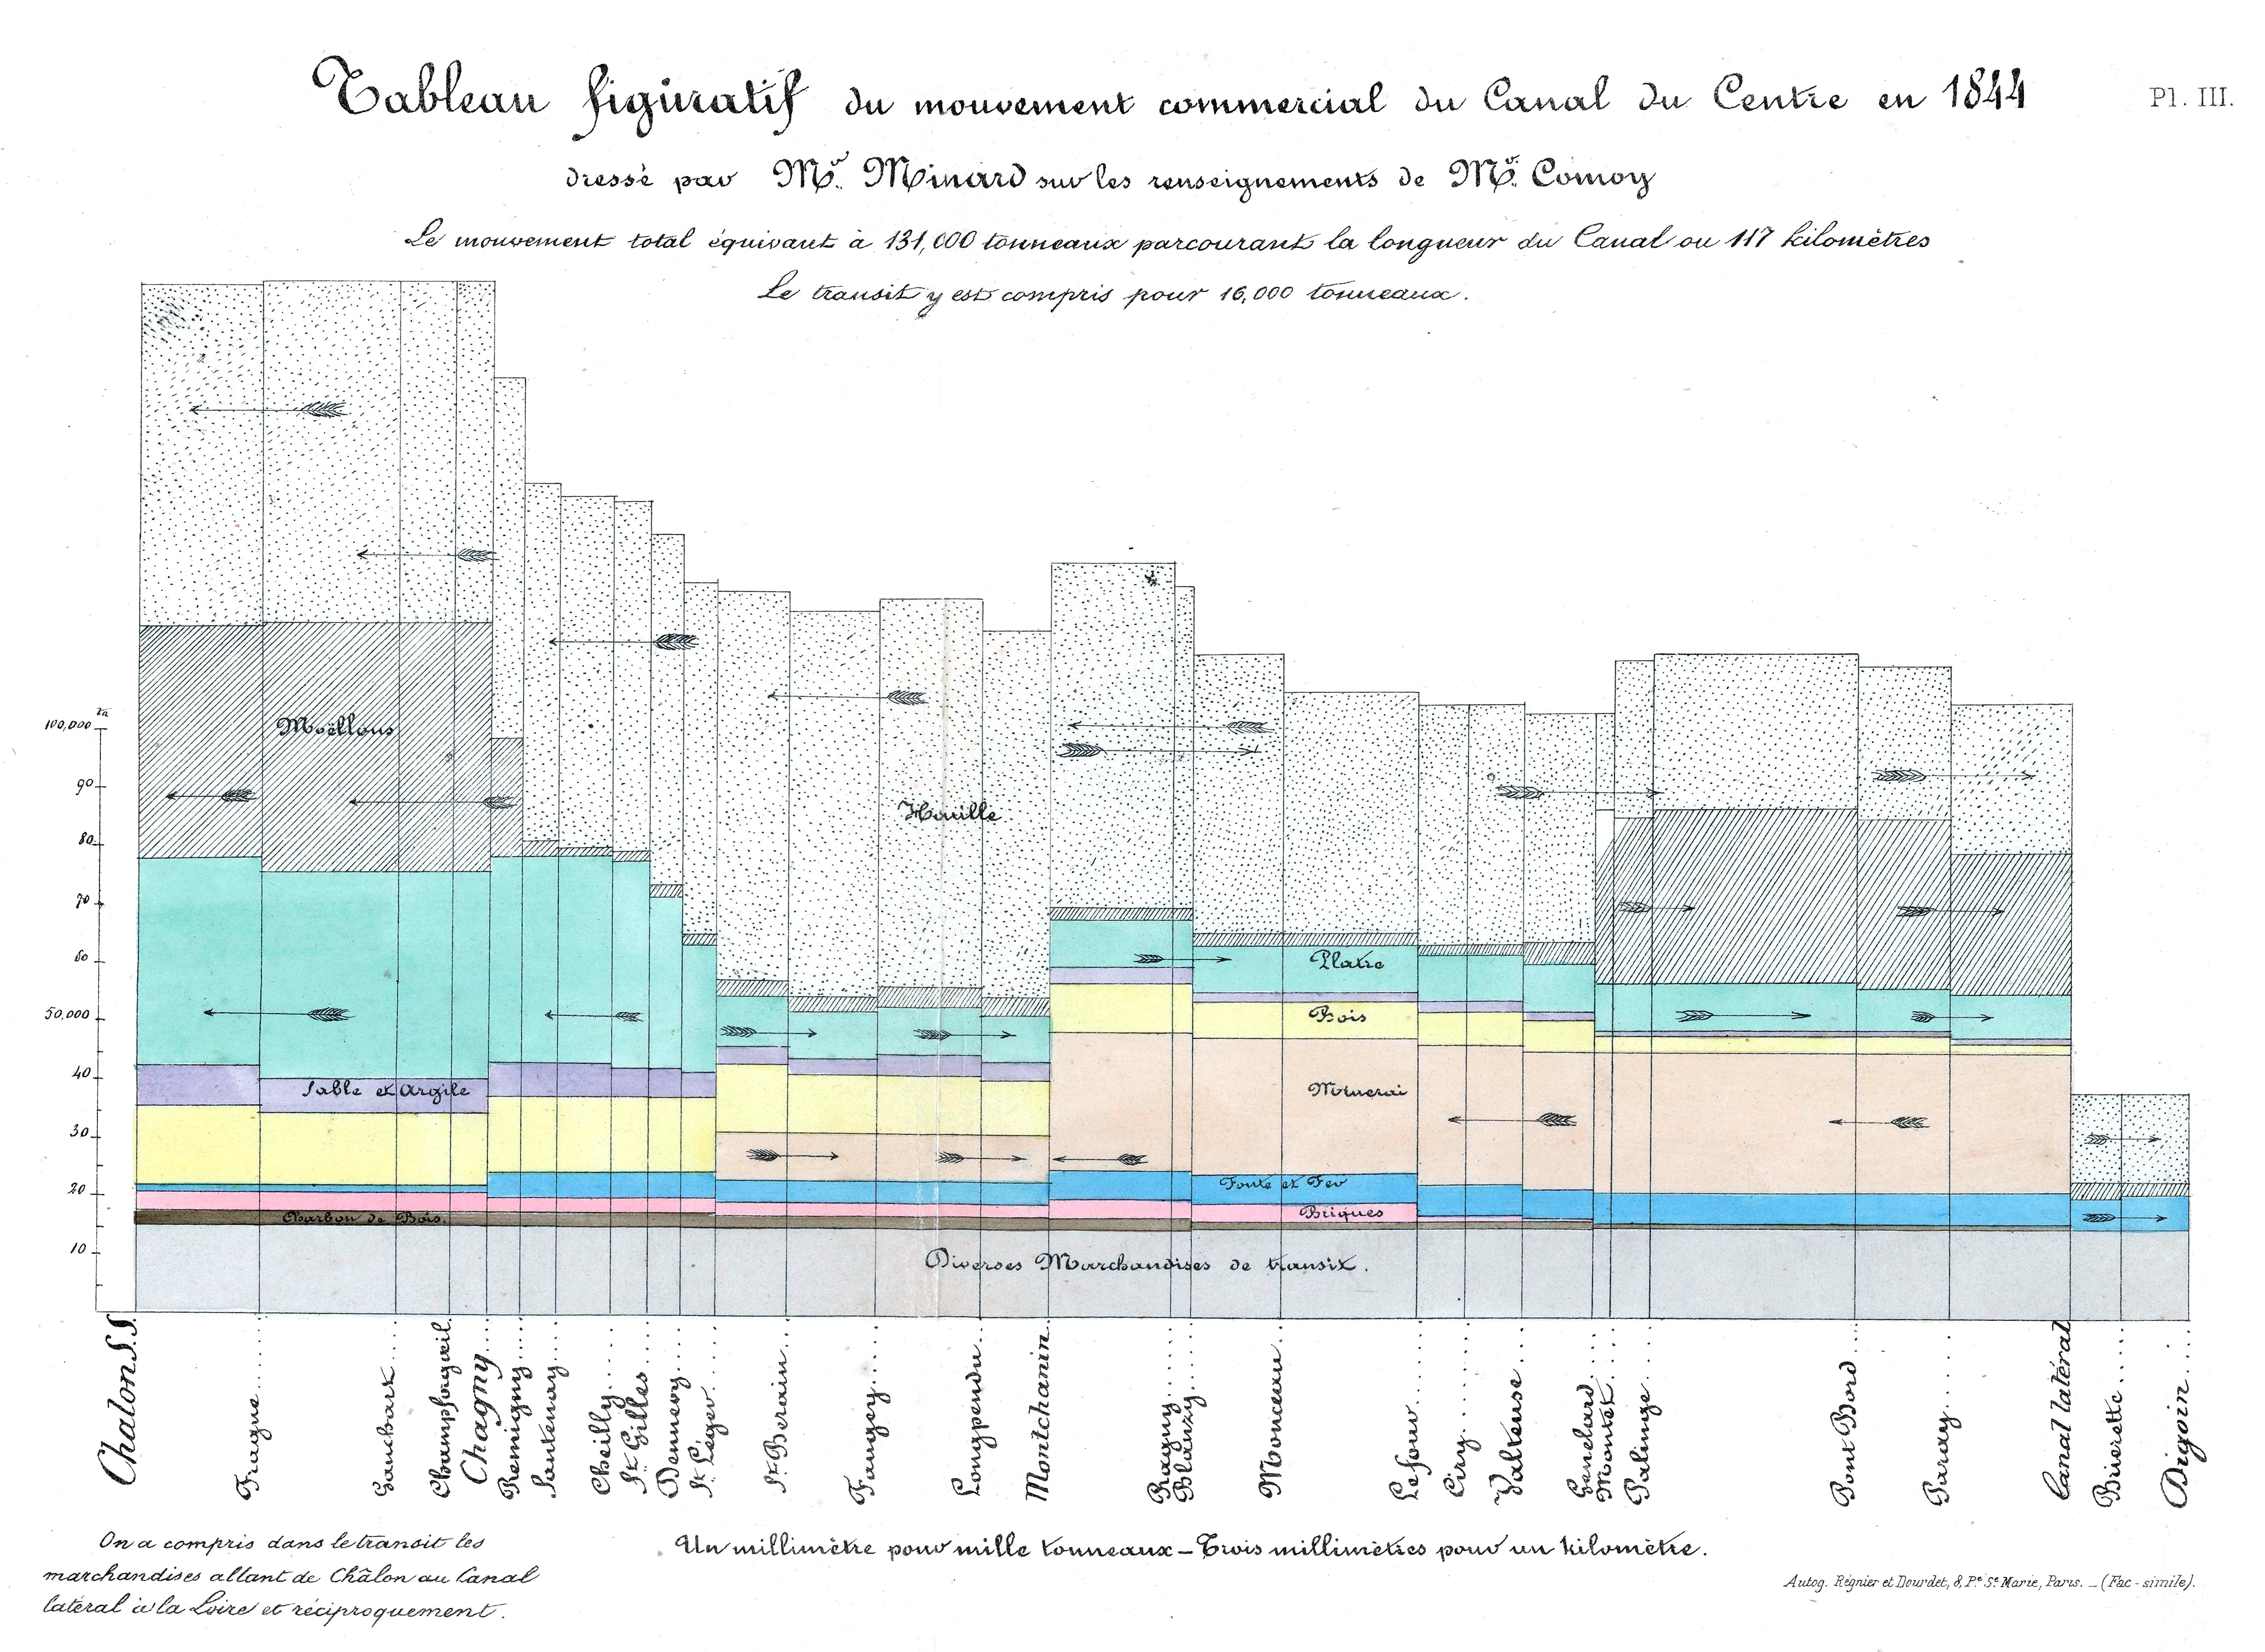 Tableau figuratif du mouvement commercial du Canal du Centre en 1844
Pl. III.
dressé par Mr. Minard sur les renseignements de Mr. Comoy
Le mouvement total équivaut à 131,000 tonneaux parcourant la longueur du Canal ou 117 kilomètres
Le transit y est compris pour 16,000 tonneaux.
100,000 tx
90
80
70
60
50,000
40
30
20
10
Moëllons
Houille
Platre
Bois
Sable et Argile
Minerai
Fonte et Fer
Briques
Charbon de Bois.
Diverses Marchandises de transit.
Chalon S.S.
Fragne
Gambart
Champforgueil
Chagny
Remigny
Santenay
Cheilly
St. Gilles
Dennevy
St. Léger
St. Berain
Fangey
Longpendu
Montchanin
Ragny
Blanzy
Monceau
Lefour
Ciry
Valteuse
Genelard
Montet
Palinge
Pont Bord
Paray
Canal latéral
Bierette
Digoin
On a compris dans le transit les
marchandises allant de Châlon au Canal
latéral à la Loire et réciproquement.
Un millimètre pour mille tonneaux _ Trois millimètres pour un kilomètre.
Autog. Régnier et Dourdet, 8, Pe. Ste. Marie, Paris. _ (Fac-simile).